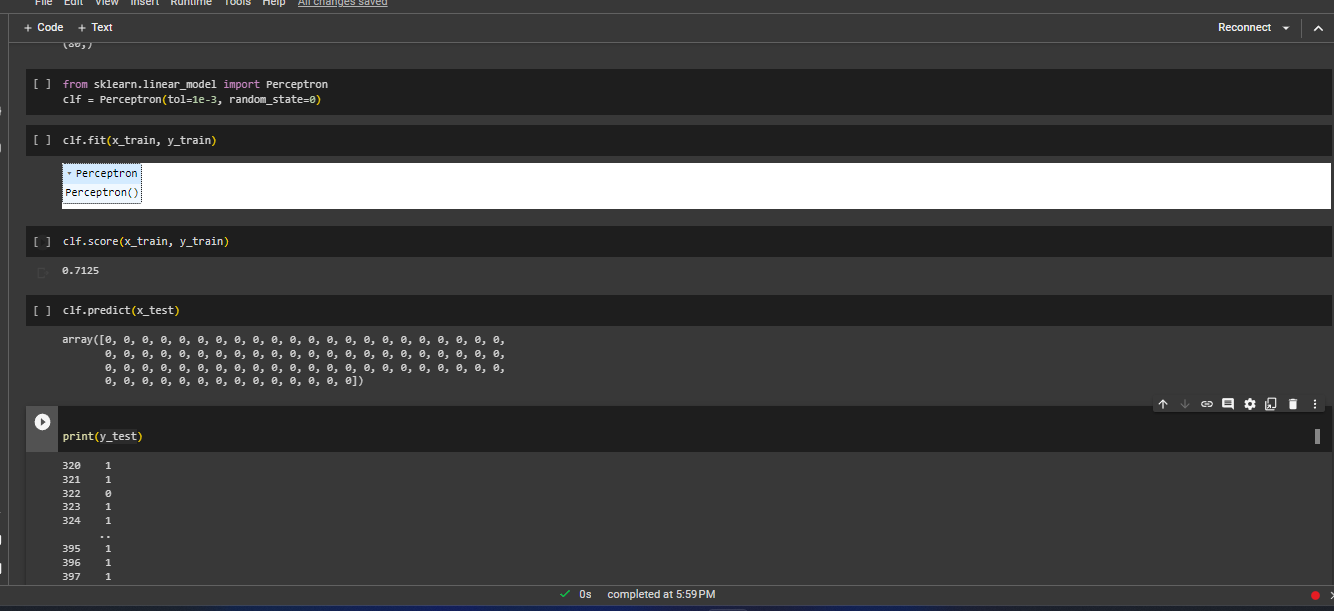 File Edit View Insert Runtime Tools Help All changes saved
+ Code + Text
Reconnect
(80,)
[ ] from sklearn.linear_model import Perceptron
clf = Perceptron(tol=1e-3, random_state=0)
[ ] clf.fit(x_train, y_train)
Perceptron
Perceptron()
[ ] clf.score(x_train, y_train)
0.7125
[ ] clf.predict(x_test)
array([0, 0, 0, 0, 0, 0, 0, 0, 0, 0, 0, 0, 0, 0, 0, 0, 0, 0, 0, 0, 0, 0,
0, 0, 0, 0, 0, 0, 0, 0, 0, 0, 0, 0, 0, 0, 0, 0, 0, 0, 0, 0, 0, 0,
0, 0, 0, 0, 0, 0, 0, 0, 0, 0, 0, 0, 0, 0, 0, 0, 0, 0, 0, 0, 0, 0,
0, 0, 0, 0, 0, 0, 0, 0, 0, 0, 0, 0, 0, 0])
print(y_test)
320 1
321 1
322 0
323 1
324 1
..
395 1
396 1
397 1
0s completed at 5:59 PM